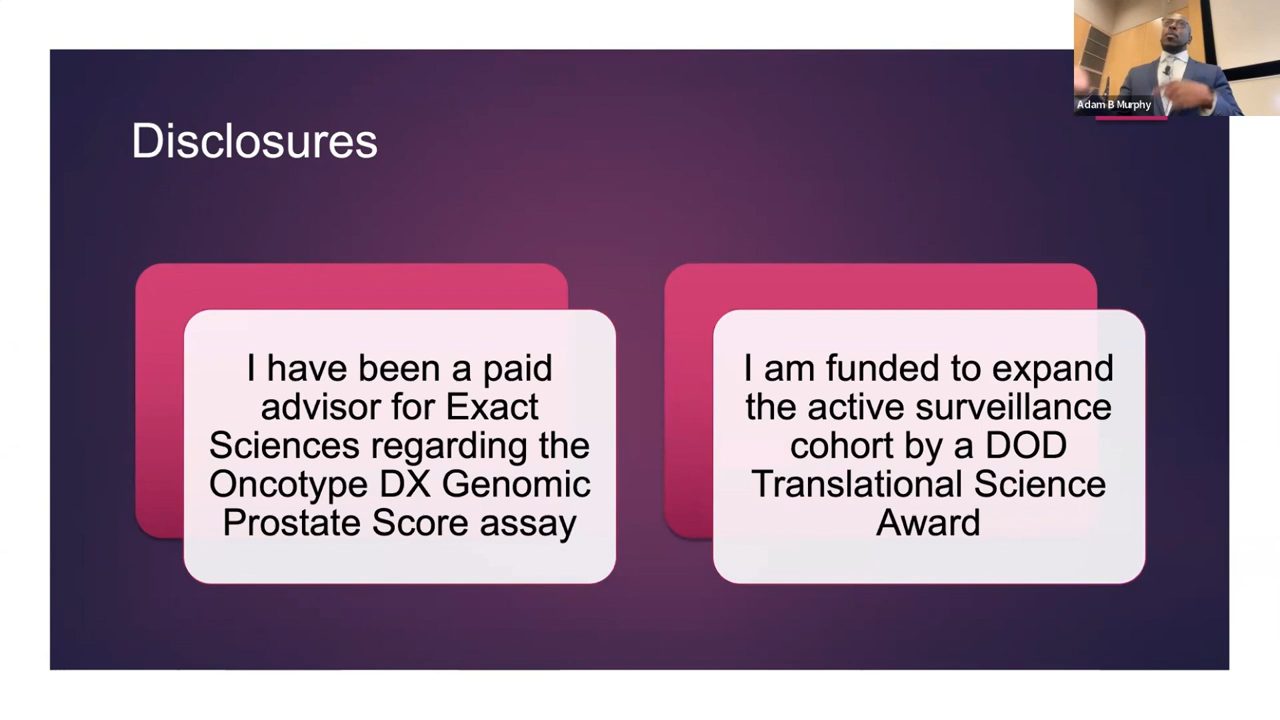 Adam B Murphy
Disclosures
I have been a paid
advisor for Exact
Sciences regarding the
Oncotype DX Genomic
Prostate Score assay
I am funded to expand
the active surveillance
cohort by a DOD
Translational Science
Award